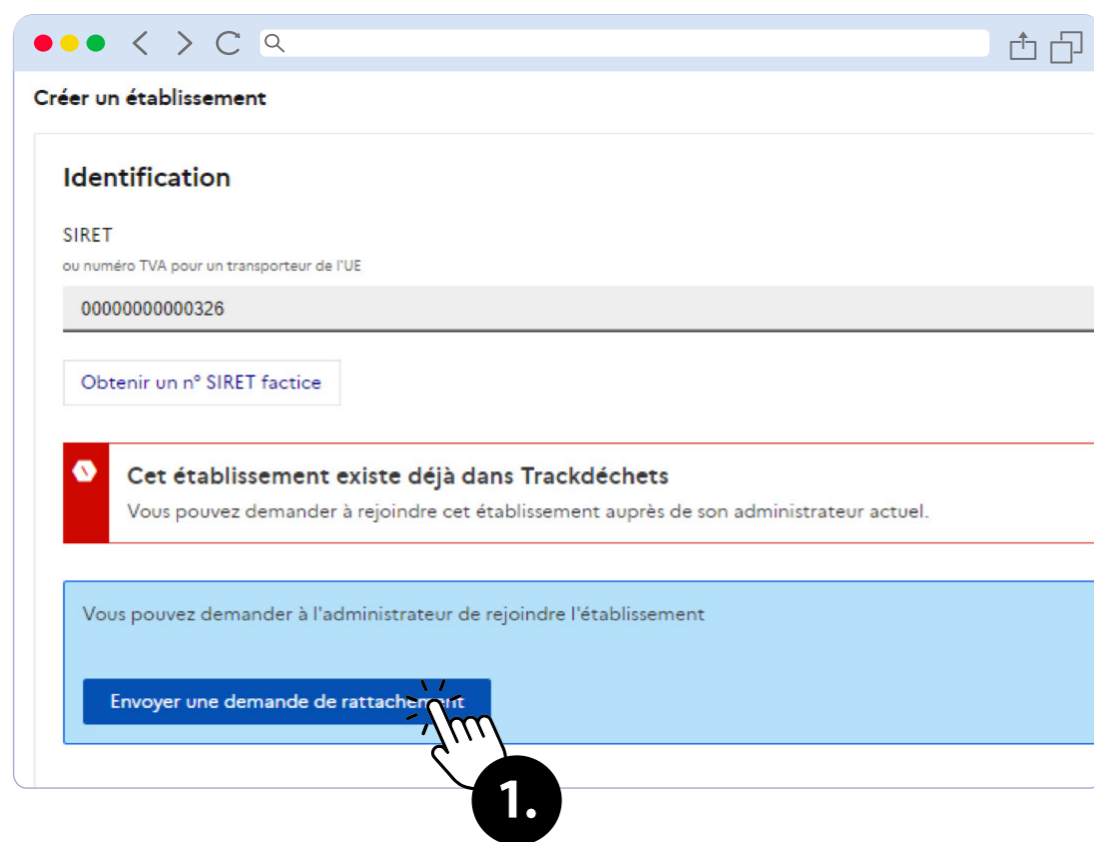 Créer un établissement
Identification
SIRET
ou numéro TVA pour un transporteur de l'UE
00000000000326
Obtenir un n° SIRET factice
Cet établissement existe déjà dans Trackdéchets
Vous pouvez demander à rejoindre cet établissement auprès de son administrateur actuel.
Vous pouvez demander à l'administrateur de rejoindre l'établissement
Envoyer une demande de rattachement
1.